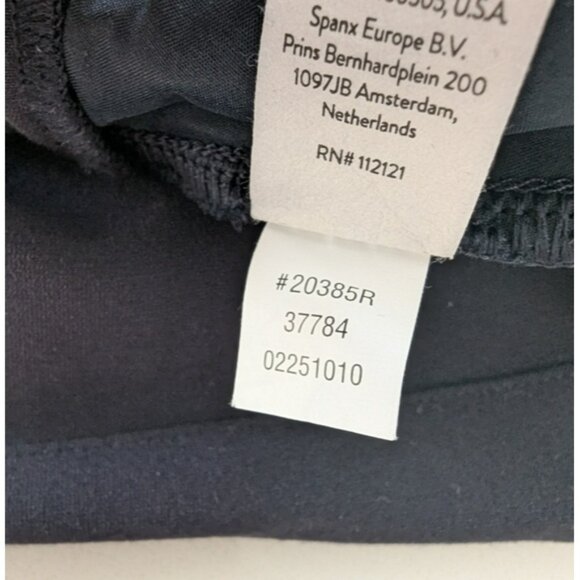 U.S.A.
Spanx Europe B.V.
Prins Bernhardplein 200
1097JB Amsterdam,
Netherlands
RN# 112121
#20385R
37784
02251010